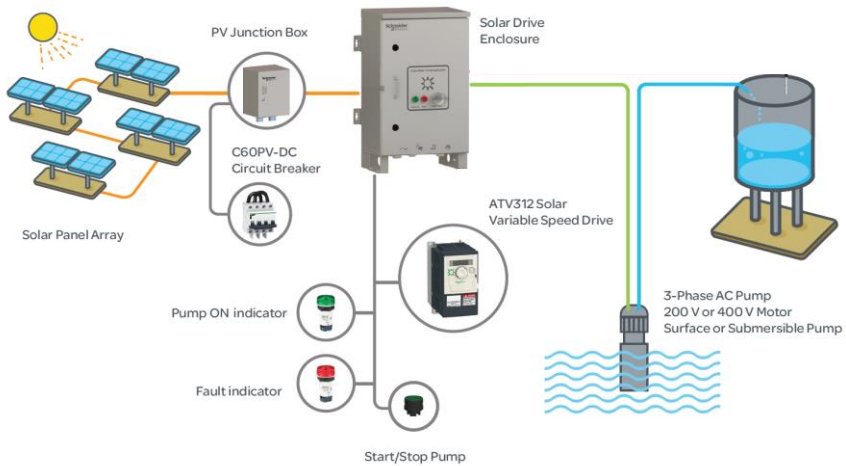 PV Junction Box
Solar Drive
Enclosure
Schneider
C60PV-DC
Circuit Breaker
ATV312 Solar
Variable Speed Drive
Solar Panel Array
3-Phase AC Pump
200 V or 400 V Motor
Surface or Submersible Pump
Pump ON indicator
Fault indicator
Start/Stop Pump